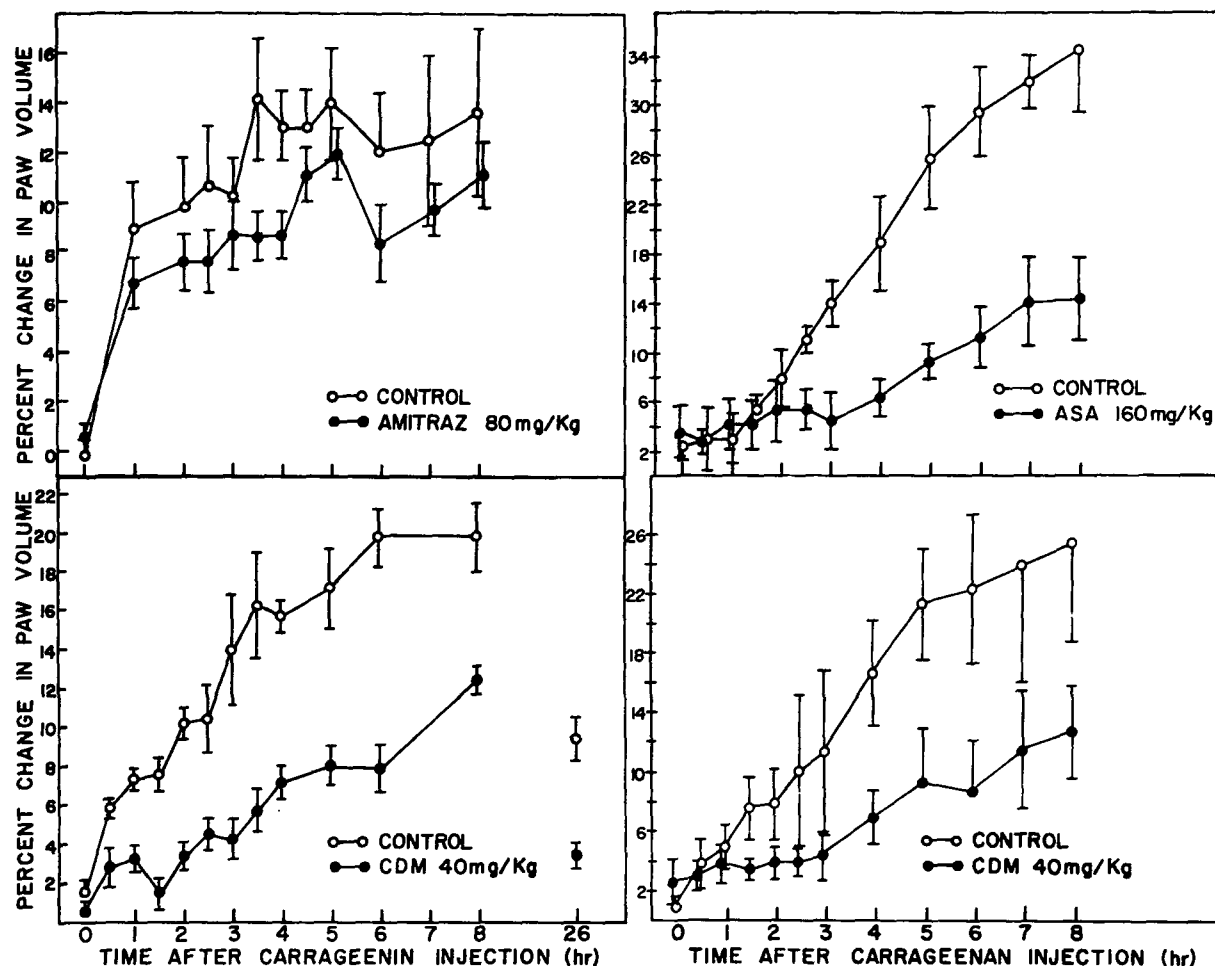 PERCENT CHANGE IN PAW VOLUME
16
14
12
10
8
6
4
2
0
CONTROL
AMITRAZ 80mg/Kg
34
30
26
22
18
14
10
6
2
CONTROL
ASA 160mg/Kg
PERCENT CHANGE IN PAW VOLUME
22
20
18
16
14
12
10
8
6
4
2
CONTROL
CDM 40mg/Kg
0 1 2 3 4 5 6 7 8 26
TIME AFTER CARRAGEENIN INJECTION (hr)
26
22
18
14
10
6
2
CONTROL
CDM 40mg/Kg
0 1 2 3 4 5 6 7 8
TIME AFTER CARRAGEENAN INJECTION (hr)